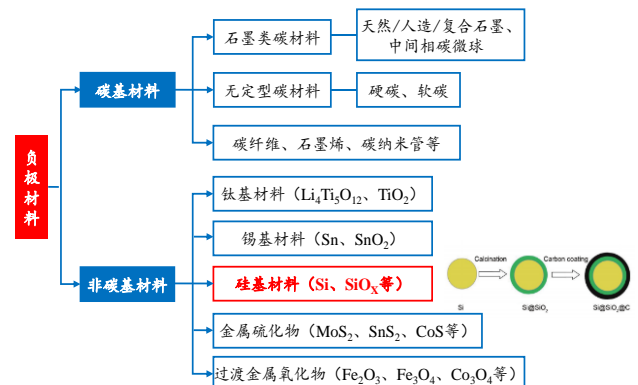 负极材料
碳基材料
石墨类碳材料
天然/人造/复合石墨、
中间相碳微球
无定型碳材料
硬碳、软碳
碳纤维、石墨烯、碳纳米管等
非碳基材料
钛基材料（Li₄Ti₅O₁₂、TiO₂）
锡基材料（Sn、SnO₂）
硅基材料（Si、SiOₓ等）
金属硫化物（MoS₂、SnS₂、CoS等）
过渡金属氧化物（Fe₂O₃、Fe₃O₄、Co₃O₄等）
Calcination
Carbon coating
Si
Si@SiO₂
Si@SiO₂@C